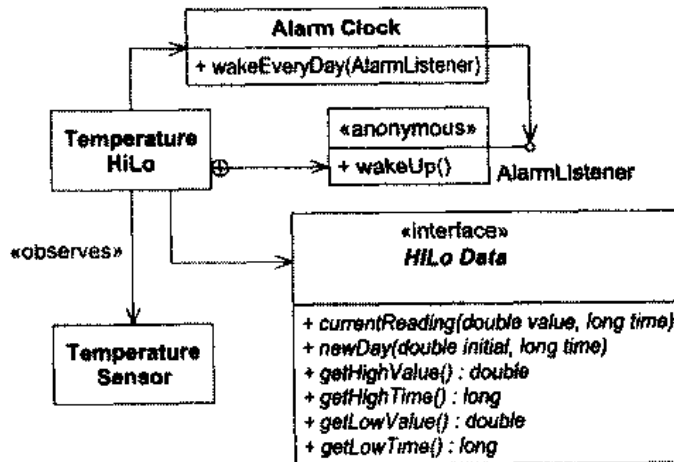 Alarm Clock
+ wakeEveryDay(AlarmListener)
Temperature
HiLo
«anonymous»
+ wakeUp()
AlarmListener
«observes»
«interface»
HiLo Data
+ currentReading(double value, long time)
+ newDay(double initial, long time)
+ getHighValue() : double
+ getHighTime() : long
+ getLowValue() : double
+ getLowTime() : long
Temperature
Sensor